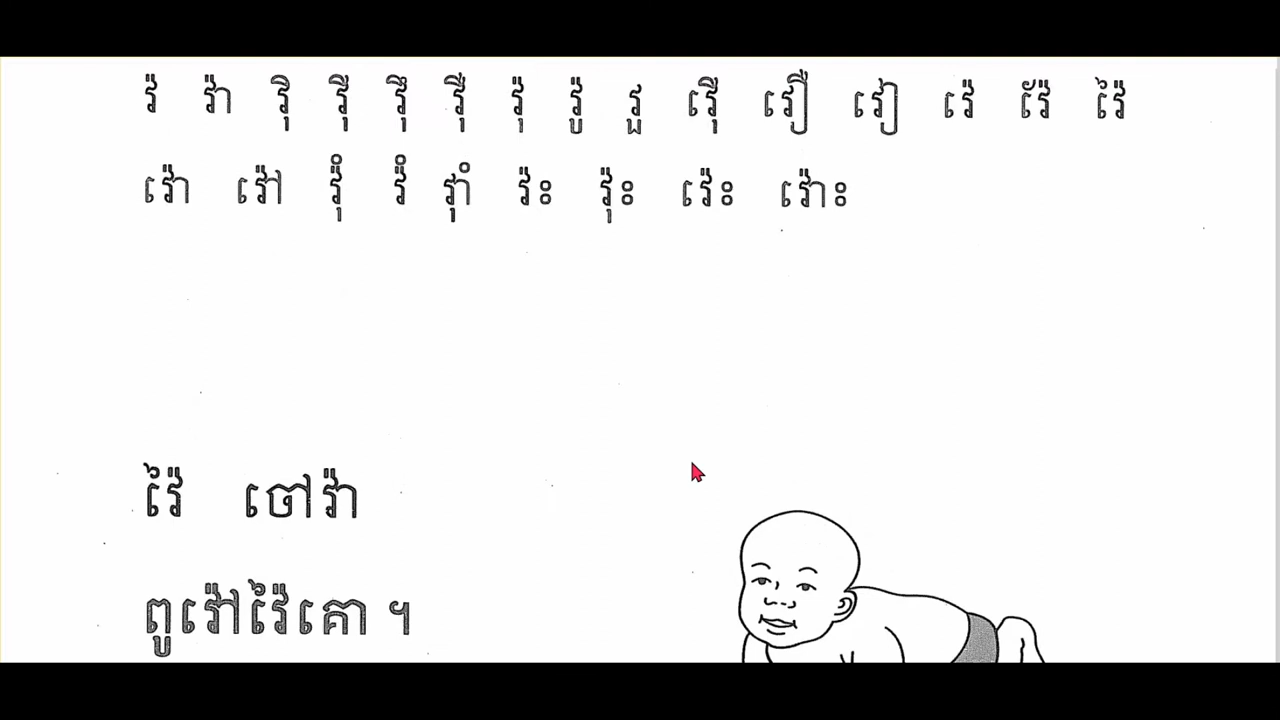 រ៉ រ៉ា រ៉ិ រ៉ី រ៉ឹ រ៉ឺ រ៉ុ រ៉ូ រួ រ៉ើ រឿ រៀ រ៉េ រ៉ែ រ៉ៃ
រ៉ោ រ៉ៅ រ៉ុំ រ៉ំ រ៉ាំ រ៉ះ រ៉ុះ រ៉េះ រ៉ោះ
រ៉ៃ ចៅរ៉ា
ពូរ៉ៅរ៉ៃគោ ។